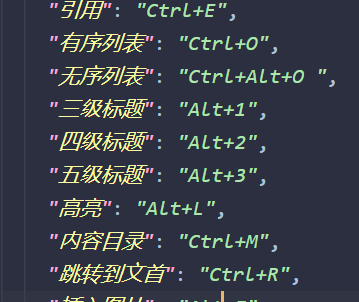 "引用": "Ctrl+E",
"有序列表": "Ctrl+O",
"无序列表": "Ctrl+Alt+O ",
"三级标题": "Alt+1",
"四级标题": "Alt+2",
"五级标题": "Alt+3",
"高亮": "Alt+L",
"内容目录": "Ctrl+M",
"跳转到文首": "Ctrl+R",